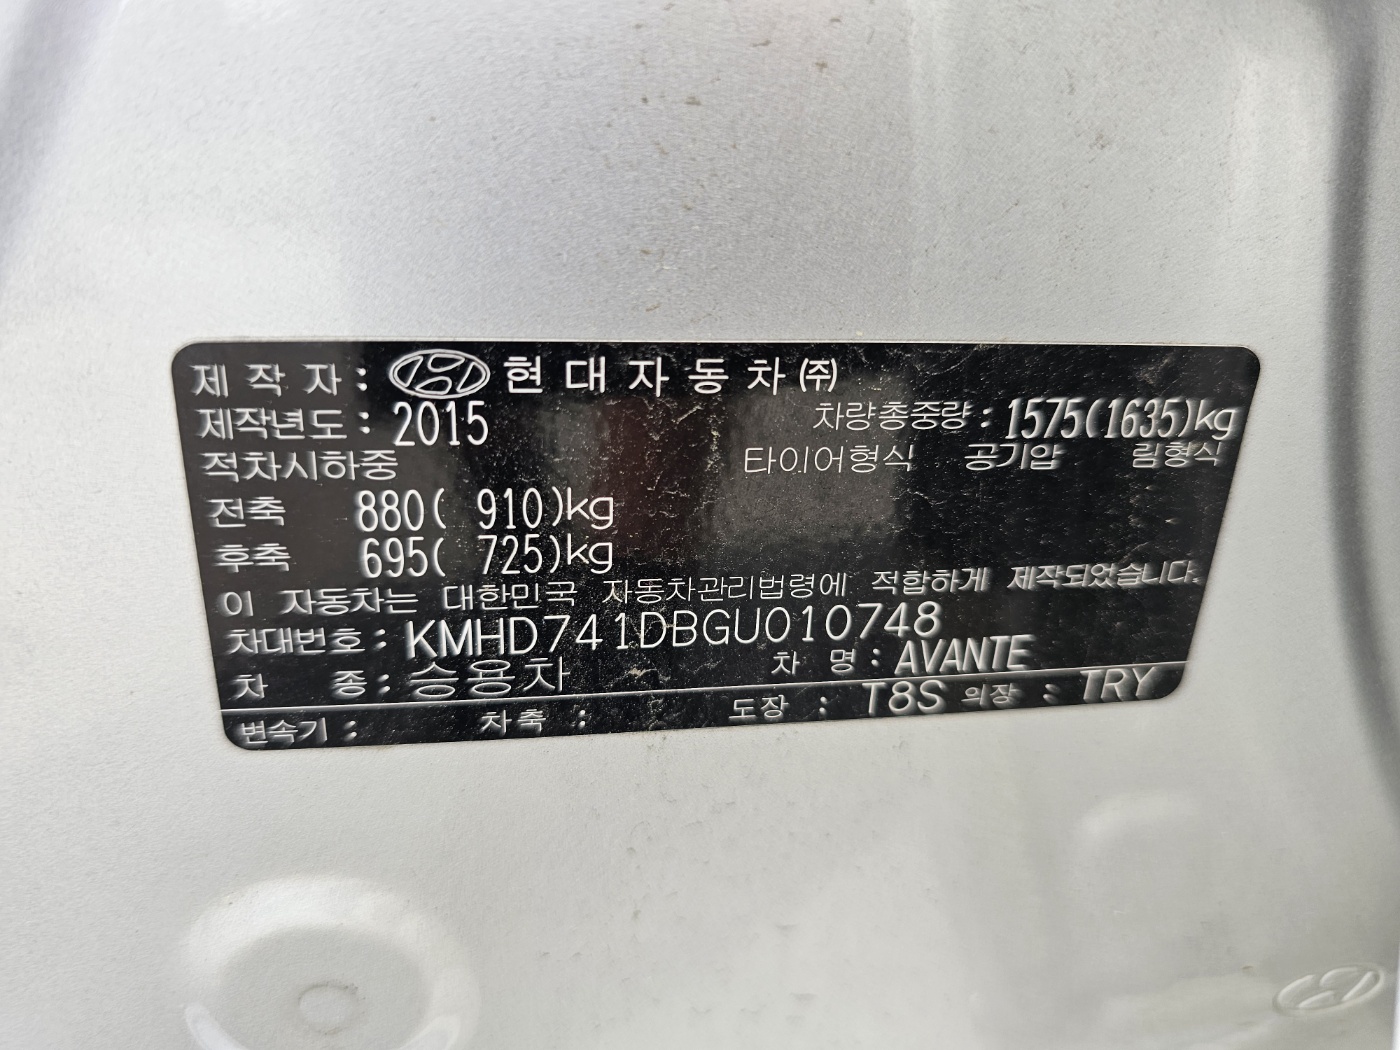 제작자: 현대자동차(주)
제작년도: 2015 차량총중량: 1575(1635)kg
적차시하중 타이어형식 공기압 림형식
전축 880( 910)kg
후축 695( 725)kg
이 자동차는 대한민국 자동차관리법령에 적합하게 제작되었습니다.
차대번호: KMHD741DBGU010748
차 종: 승용차 차 명: AVANTE
변속기: 차축: 도장: T8S 의장: TRY